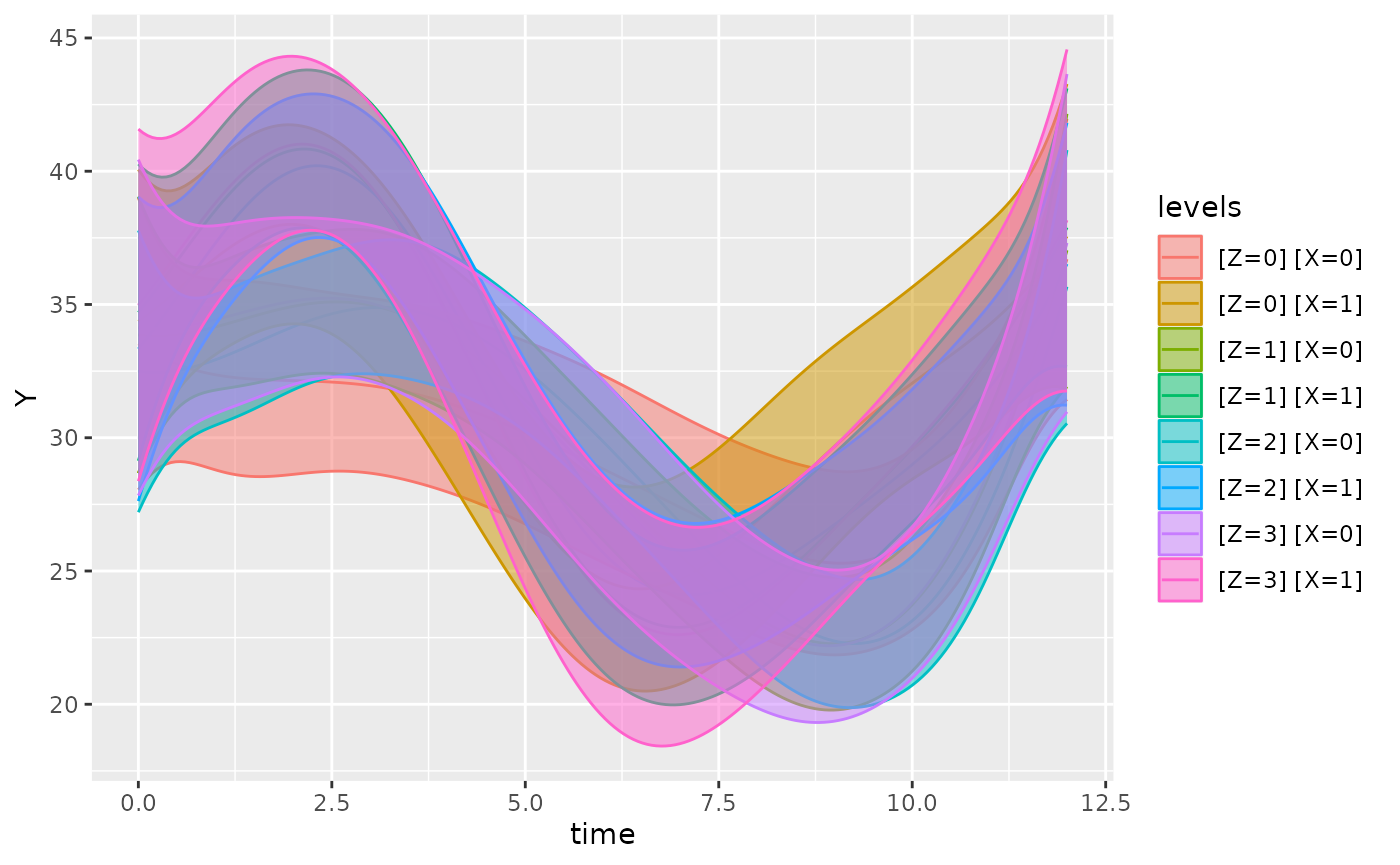 45
40
35
30
25
20
Y
0.0 2.5 5.0 7.5 10.0 12.5
time
levels
[Z=0] [X=0]
[Z=0] [X=1]
[Z=1] [X=0]
[Z=1] [X=1]
[Z=2] [X=0]
[Z=2] [X=1]
[Z=3] [X=0]
[Z=3] [X=1]